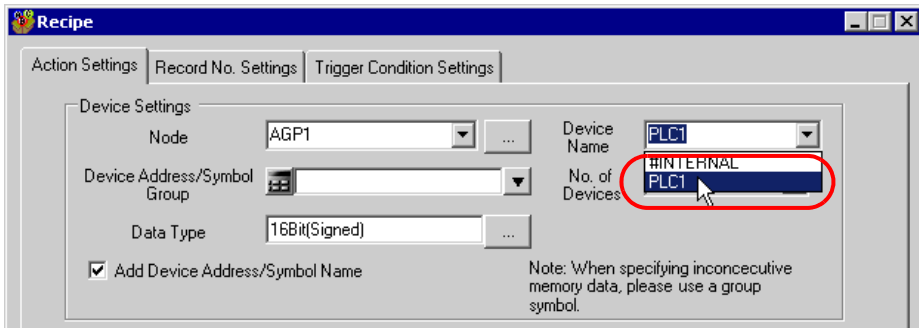 Recipe
Action Settings Record No. Settings Trigger Condition Settings
Device Settings
Node AGP1 ... Device Name PLC1
#INTERNAL
PLC1
Device Address/Symbol Group No. of Devices
Data Type 16Bit(Signed) ...
Add Device Address/Symbol Name
Note: When specifying inconcecutive
memory data, please use a group
symbol.